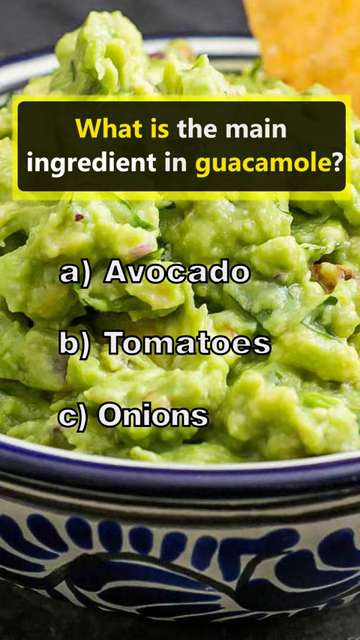 What is the main
ingredient in guacamole?
a) Avocado
b) Tomatoes
c) Onions